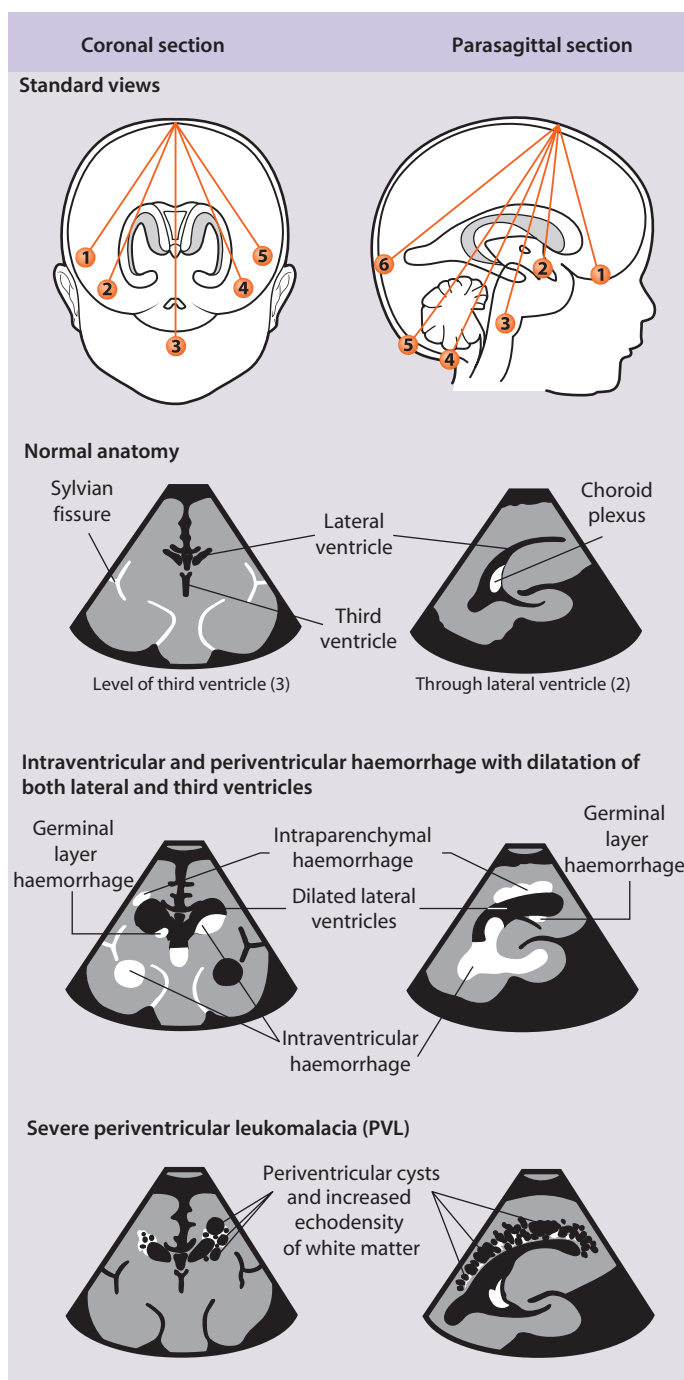 Coronal section
Parasagittal section
Standard views
1
2
3
4
5
6
5
4
3
2
1
Normal anatomy
Sylvian
fissure
Lateral
ventricle
Third
ventricle
Choroid
plexus
Level of third ventricle (3)
Through lateral ventricle (2)
Intraventricular and periventricular haemorrhage with dilatation of
both lateral and third ventricles
Germinal
layer
haemorrhage
Intraparenchymal
haemorrhage
Dilated lateral
ventricles
Germinal
layer
haemorrhage
Intraventricular
haemorrhage
Severe periventricular leukomalacia (PVL)
Periventricular cysts
and increased
echodensity
of white matter